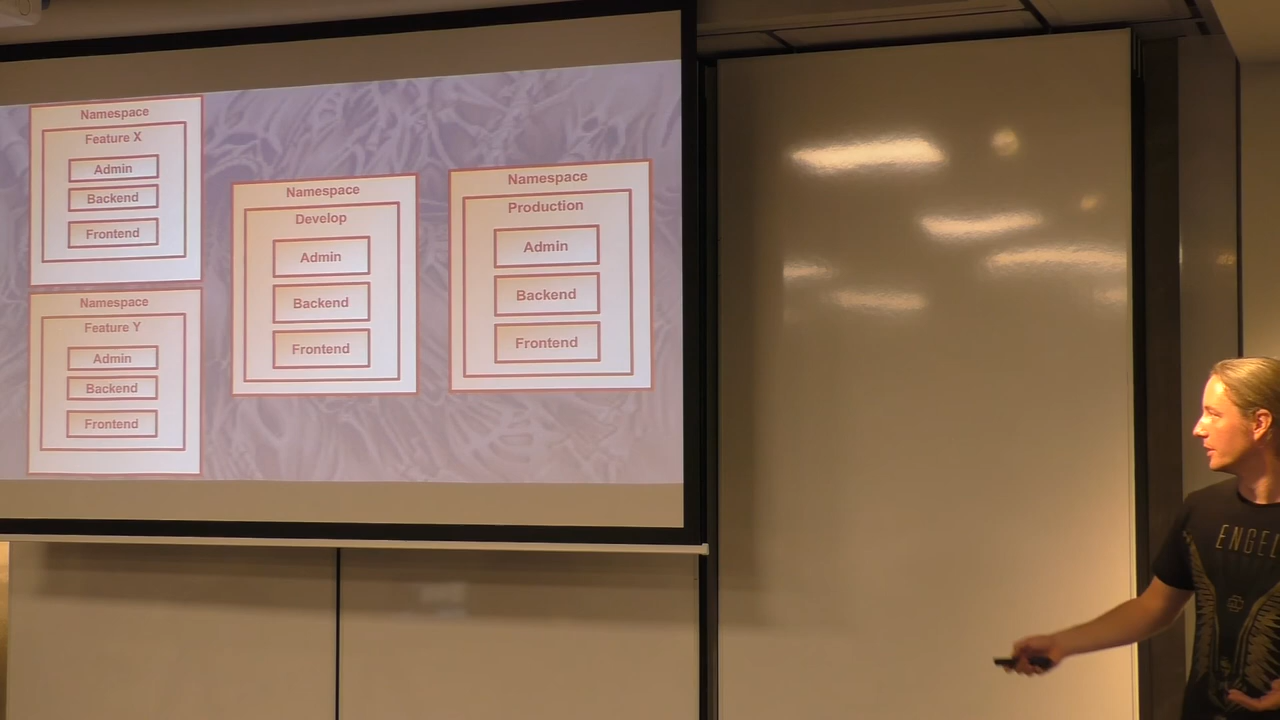 Namespace
Feature X
Admin
Backend
Frontend
Namespace
Feature Y
Admin
Backend
Frontend
Namespace
Develop
Admin
Backend
Frontend
Namespace
Production
Admin
Backend
Frontend
ENGEL